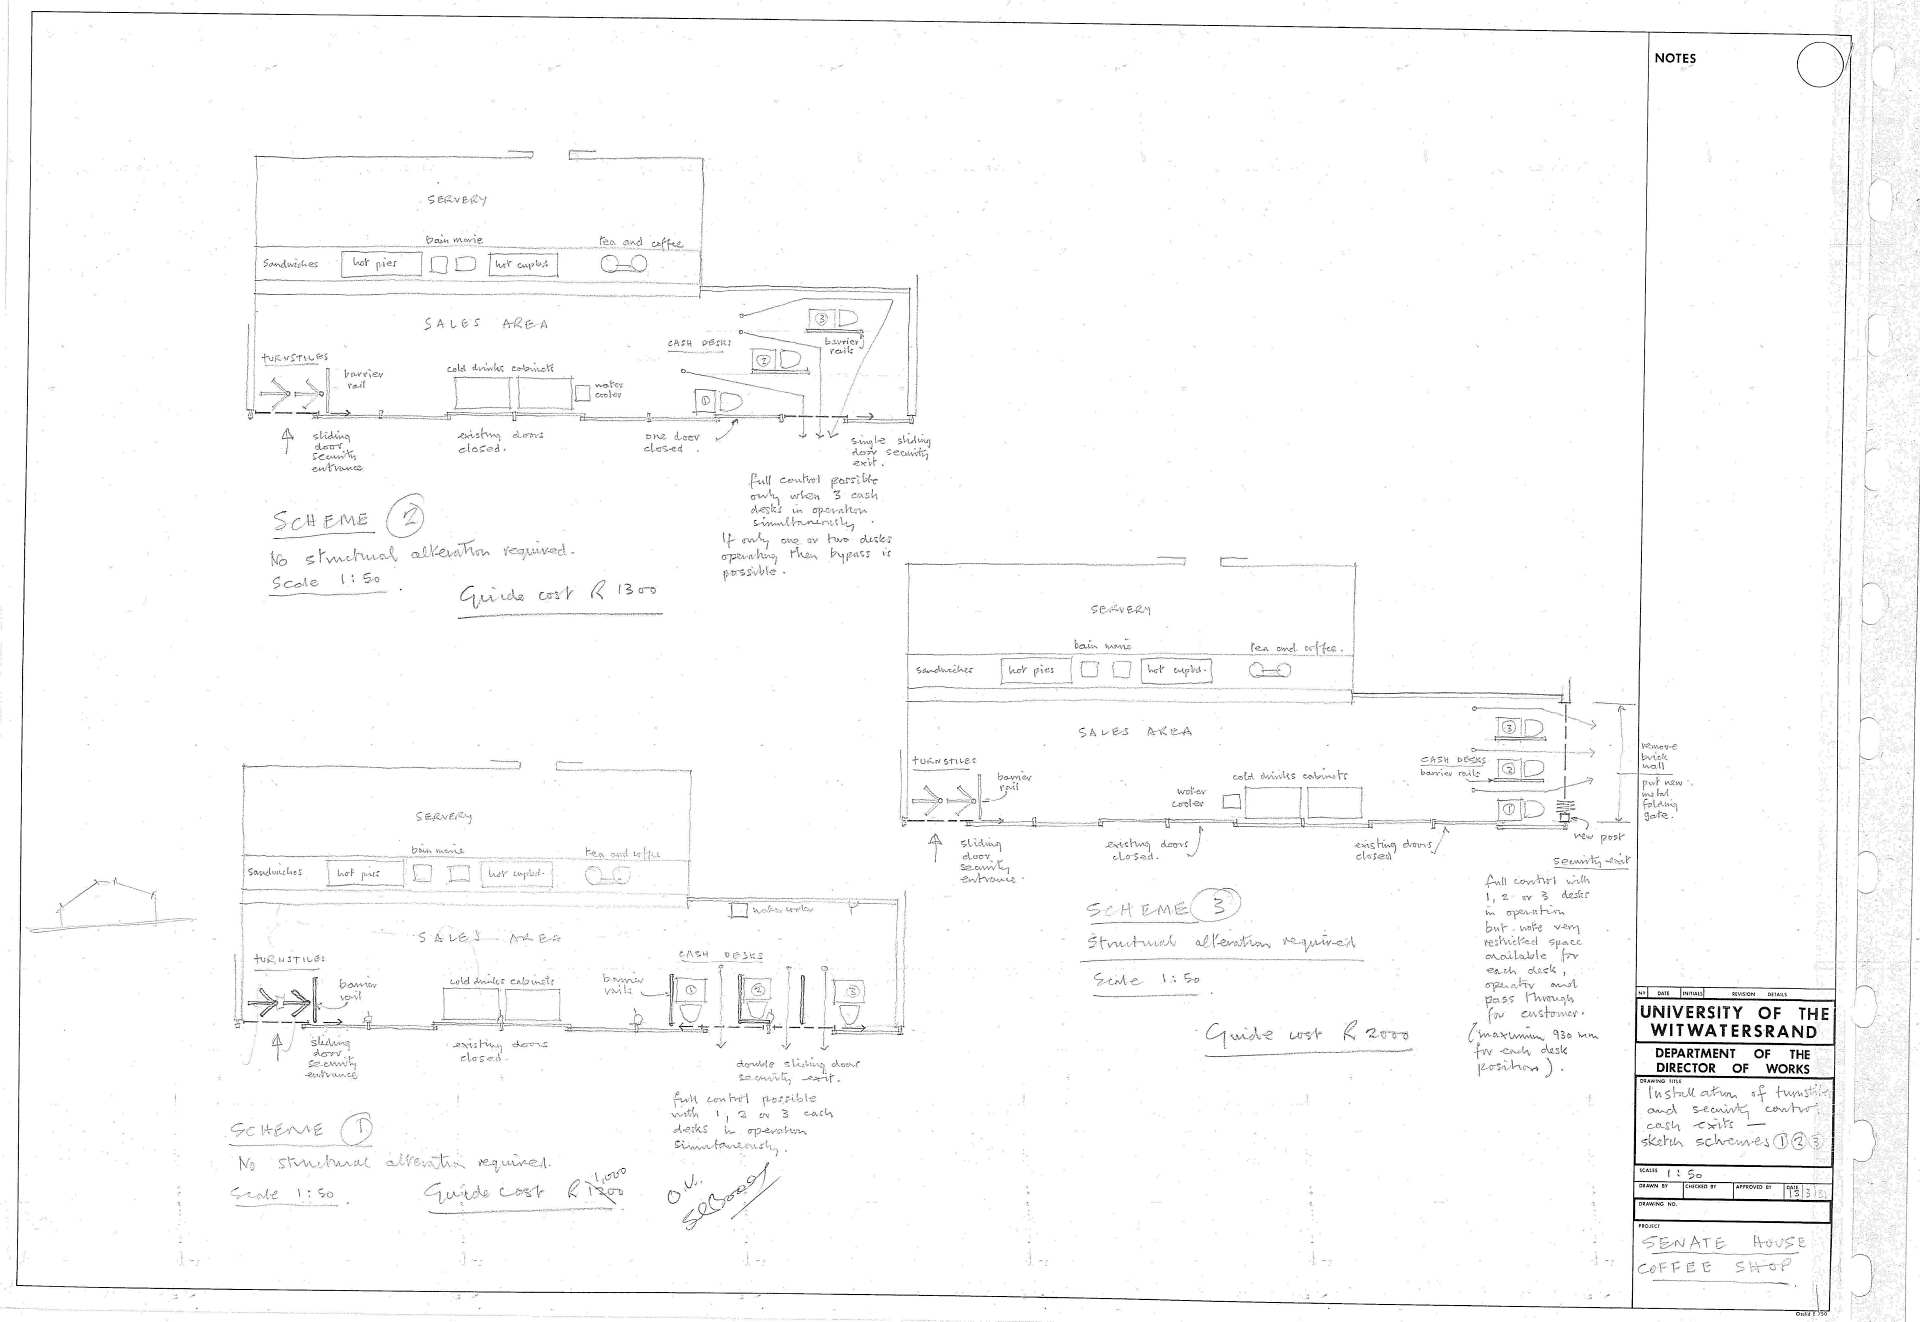 NOTES
SERVERY
bain marie
tea and coffee
Sandwiches
hot pies
hot cupbd.
SALES AREA
CASH DESKS
③
②
①
barrier
rails
TURNSTILES
barrier
rail
cold drinks cabinets
water
cooler
sliding
door
security
entrance
existing doors
closed.
one door
closed.
single sliding
door security
exit.
SCHEME ②
No structural alteration required.
Scale 1:50.
Guide cost R 1300
full control possible
only when 3 cash
desks in operation
simultaneously.
If only one or two desks
operating then bypass is
possible.
SERVERY
bain marie
tea and coffee.
Sandwiches
hot pies
hot cupbd.
SALES AREA
TURNSTILES
barrier
rail
water
cooler
cold drinks cabinets
CASH DESKS
barrier rails
③
②
①
remove
brick
wall
put new
metal
folding
gate.
new post
sliding
door
security
entrance.
existing doors
closed.
existing doors
closed
security exit
full control with
1, 2 or 3 desks
in operation
but note very
restricted space
available for
each desk,
operator and
pass through
for customer.
(maximum 930 mm
for each desk
position).
SCHEME ③
Structural alteration required
Scale 1:50.
Guide cost R 2000
SERVERY
bain marie
tea and coffee
Sandwiches
hot pies
hot cupbd.
water cooler
SALES AREA
TURNSTILES
barrier
rail
cold drinks cabinets
barrier
rails
CASH DESKS
①
②
③
sliding
door
security
entrance
existing doors
closed.
double sliding door
security exit.
full control possible
with 1, 2 or 3 cash
desks in operation
simultaneously.
SCHEME ①
No structural alteration required.
Scale 1:50.
Guide cost R 1300
1,000
No DATE INITIALS REVISION DETAILS
UNIVERSITY OF THE
WITWATERSRAND
DEPARTMENT OF THE
DIRECTOR OF WORKS
DRAWING TITLE
Installation of turnstiles
and security control
cash exits —
sketch schemes ① ② ③
SCALES 1:50
DRAWN BY CHECKED BY APPROVED BY DATE
DRAWING NO.
PROJECT
SENATE HOUSE
COFFEE SHOP.